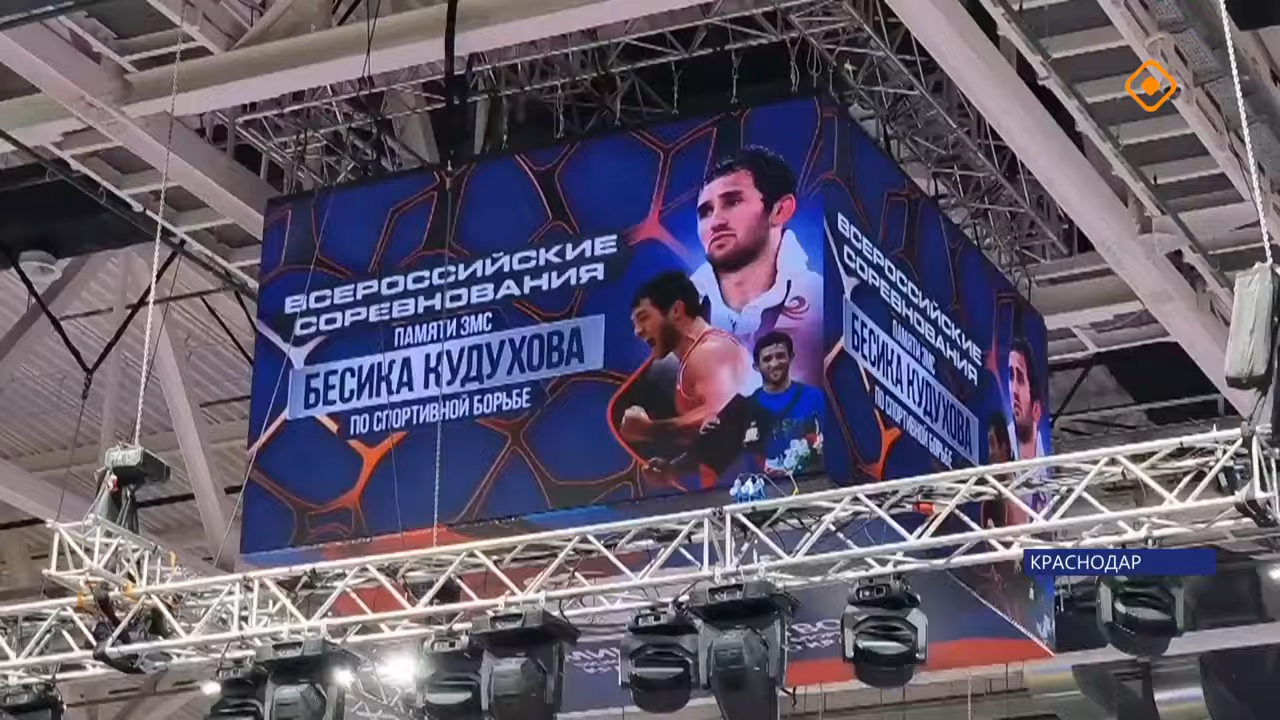 ВСЕРОССИЙСКИЕ
СОРЕВНОВАНИЯ
ПАМЯТИ ЗМС
БЕСИКА КУДУХОВА
ПО СПОРТИВНОЙ БОРЬБЕ
ВСЕРОССИЙСКИЕ
СОРЕВНОВАНИЯ
ПАМЯТИ ЗМС
БЕСИКА КУДУХОВА
ПО СПОРТИВНОЙ БОРЬБЕ
КРАСНОДАР